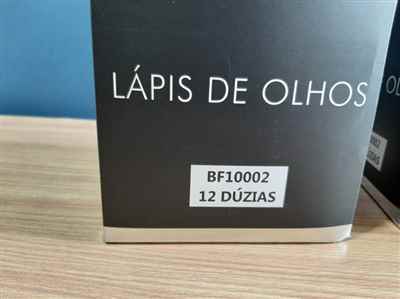 LÁPIS DE OLHOS
BF10002
12 DÚZIAS